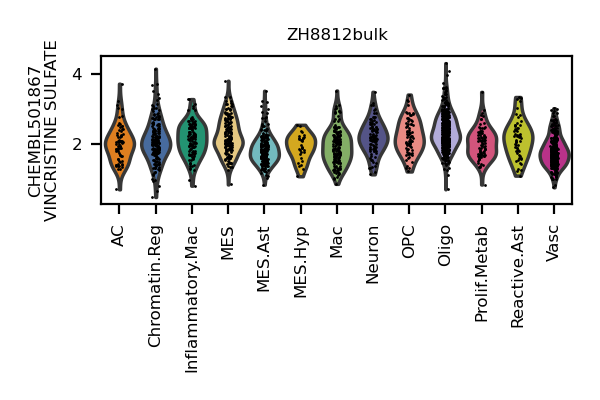 ZH8812bulk
CHEMBL501867
VINCRISTINE SULFATE
4
2
AC
Chromatin.Reg
Inflammatory.Mac
MES
MES.Ast
MES.Hyp
Mac
Neuron
OPC
Oligo
Prolif.Metab
Reactive.Ast
Vasc